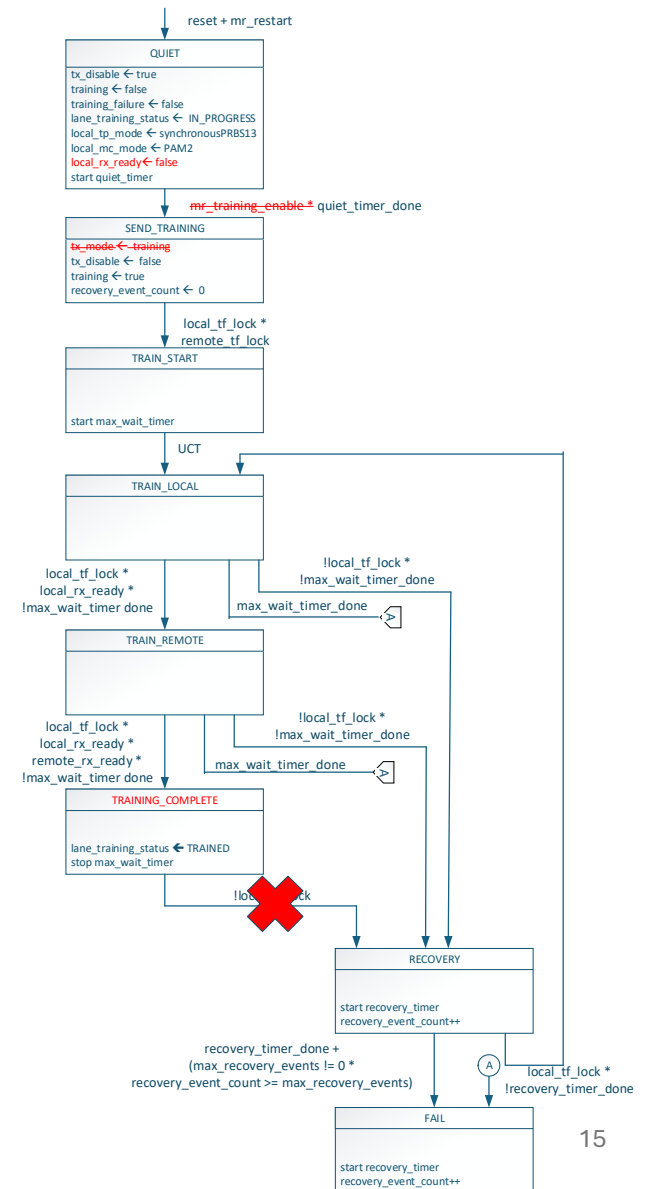 reset + mr_restart
QUIET
tx_disable ← true
training ← false
training_failure ← false
lane_training_status ← IN_PROGRESS
local_tp_mode ← synchronousPRBS13
local_mc_mode ← PAM2
local_rx_ready← false
start quiet_timer
mr_training_enable * quiet_timer_done
SEND_TRAINING
tx_mode ← training
tx_disable ← false
training ← true
recovery_event_count ← 0
local_tf_lock *
remote_tf_lock
TRAIN_START
start max_wait_timer
UCT
TRAIN_LOCAL
local_tf_lock *
local_rx_ready *
!max_wait_timer done
!local_tf_lock *
!max_wait_timer_done
max_wait_timer_done
A
TRAIN_REMOTE
local_tf_lock *
local_rx_ready *
remote_rx_ready *
!max_wait_timer done
!local_tf_lock *
!max_wait_timer_done
max_wait_timer_done
A
TRAINING_COMPLETE
lane_training_status ← TRAINED
stop max_wait_timer
RECOVERY
start recovery_timer
recovery_event_count++
recovery_timer_done +
(max_recovery_events != 0 *
recovery_event_count >= max_recovery_events)
A
local_tf_lock *
!recovery_timer_done
FAIL
start recovery_timer
recovery_event_count++
15